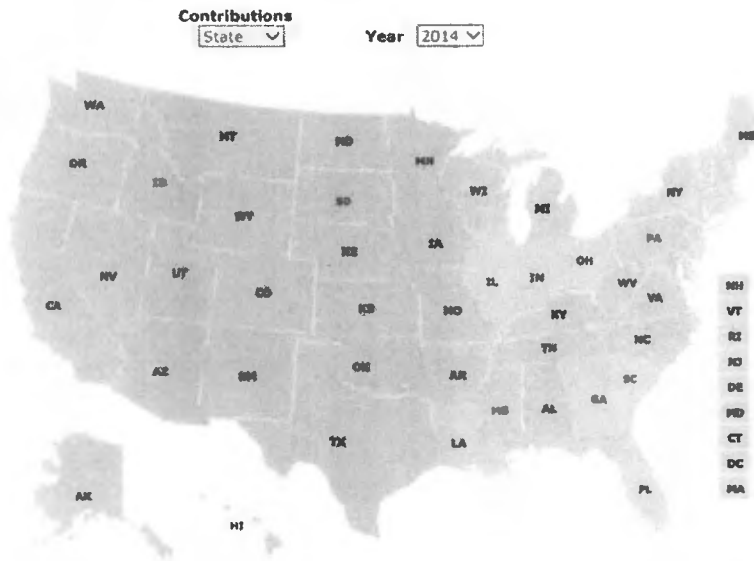 Contributions
State Year 2014
WA
MT
ND
ME
OR
MN
ID
WI
NY
SD
MI
WY
PA
IA
NE
OH
UT
NV
IL
IN
WV
NH
CO
VA
CA
KS
MO
KY
VT
RI
NC
TN
NJ
OK
AZ
NM
AR
SC
DE
GA
MS
AL
MD
TX
LA
CT
DC
AK
FL
MA
HI